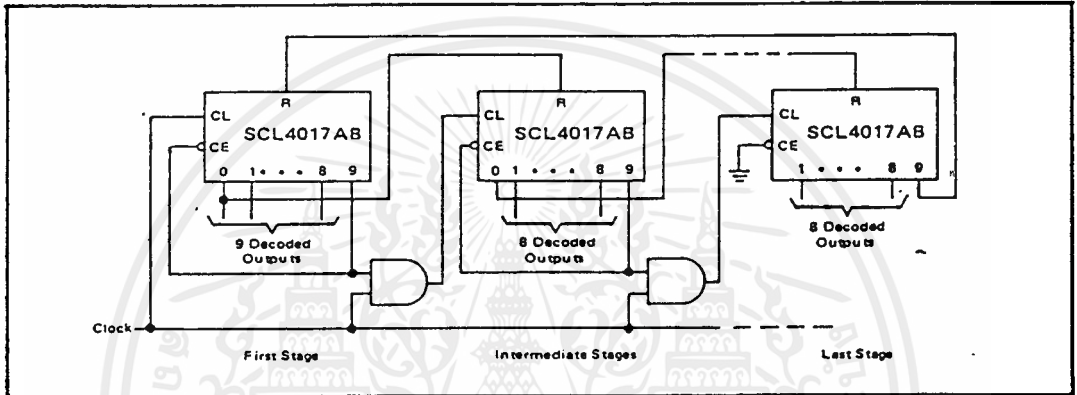 R
R
R
CL
SCL4017AB
CE
0 1 • • • 8 9
9 Decoded
Outputs
CL
SCL4017AB
CE
0 1 • • • 8 9
8 Decoded
Outputs
CL
SCL4017AB
CE
1 • • • 8 9
8 Decoded
Outputs
Clock
First Stage
Intermediate Stages
Last Stage